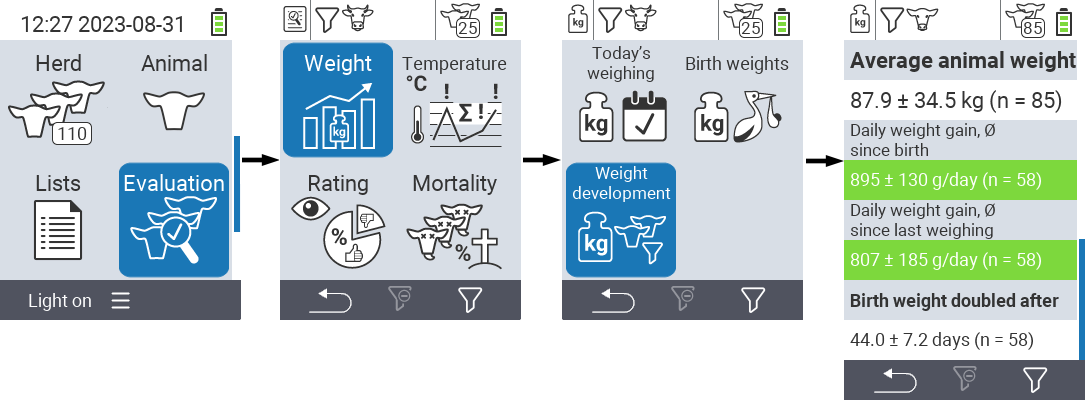 12:27 2023-08-31
Herd
Animal
110
Lists
Evaluation
Light on
25
Weight
Temperature
°C
! !
Σ !
kg
Rating
Mortality
%
%
kg
25
Today's
weighing
Birth weights
kg
kg
Weight
development
kg
kg
85
Average animal weight
87.9 ± 34.5 kg (n = 85)
Daily weight gain, Ø
since birth
895 ± 130 g/day (n = 58)
Daily weight gain, Ø
since last weighing
807 ± 185 g/day (n = 58)
Birth weight doubled after
44.0 ± 7.2 days (n = 58)